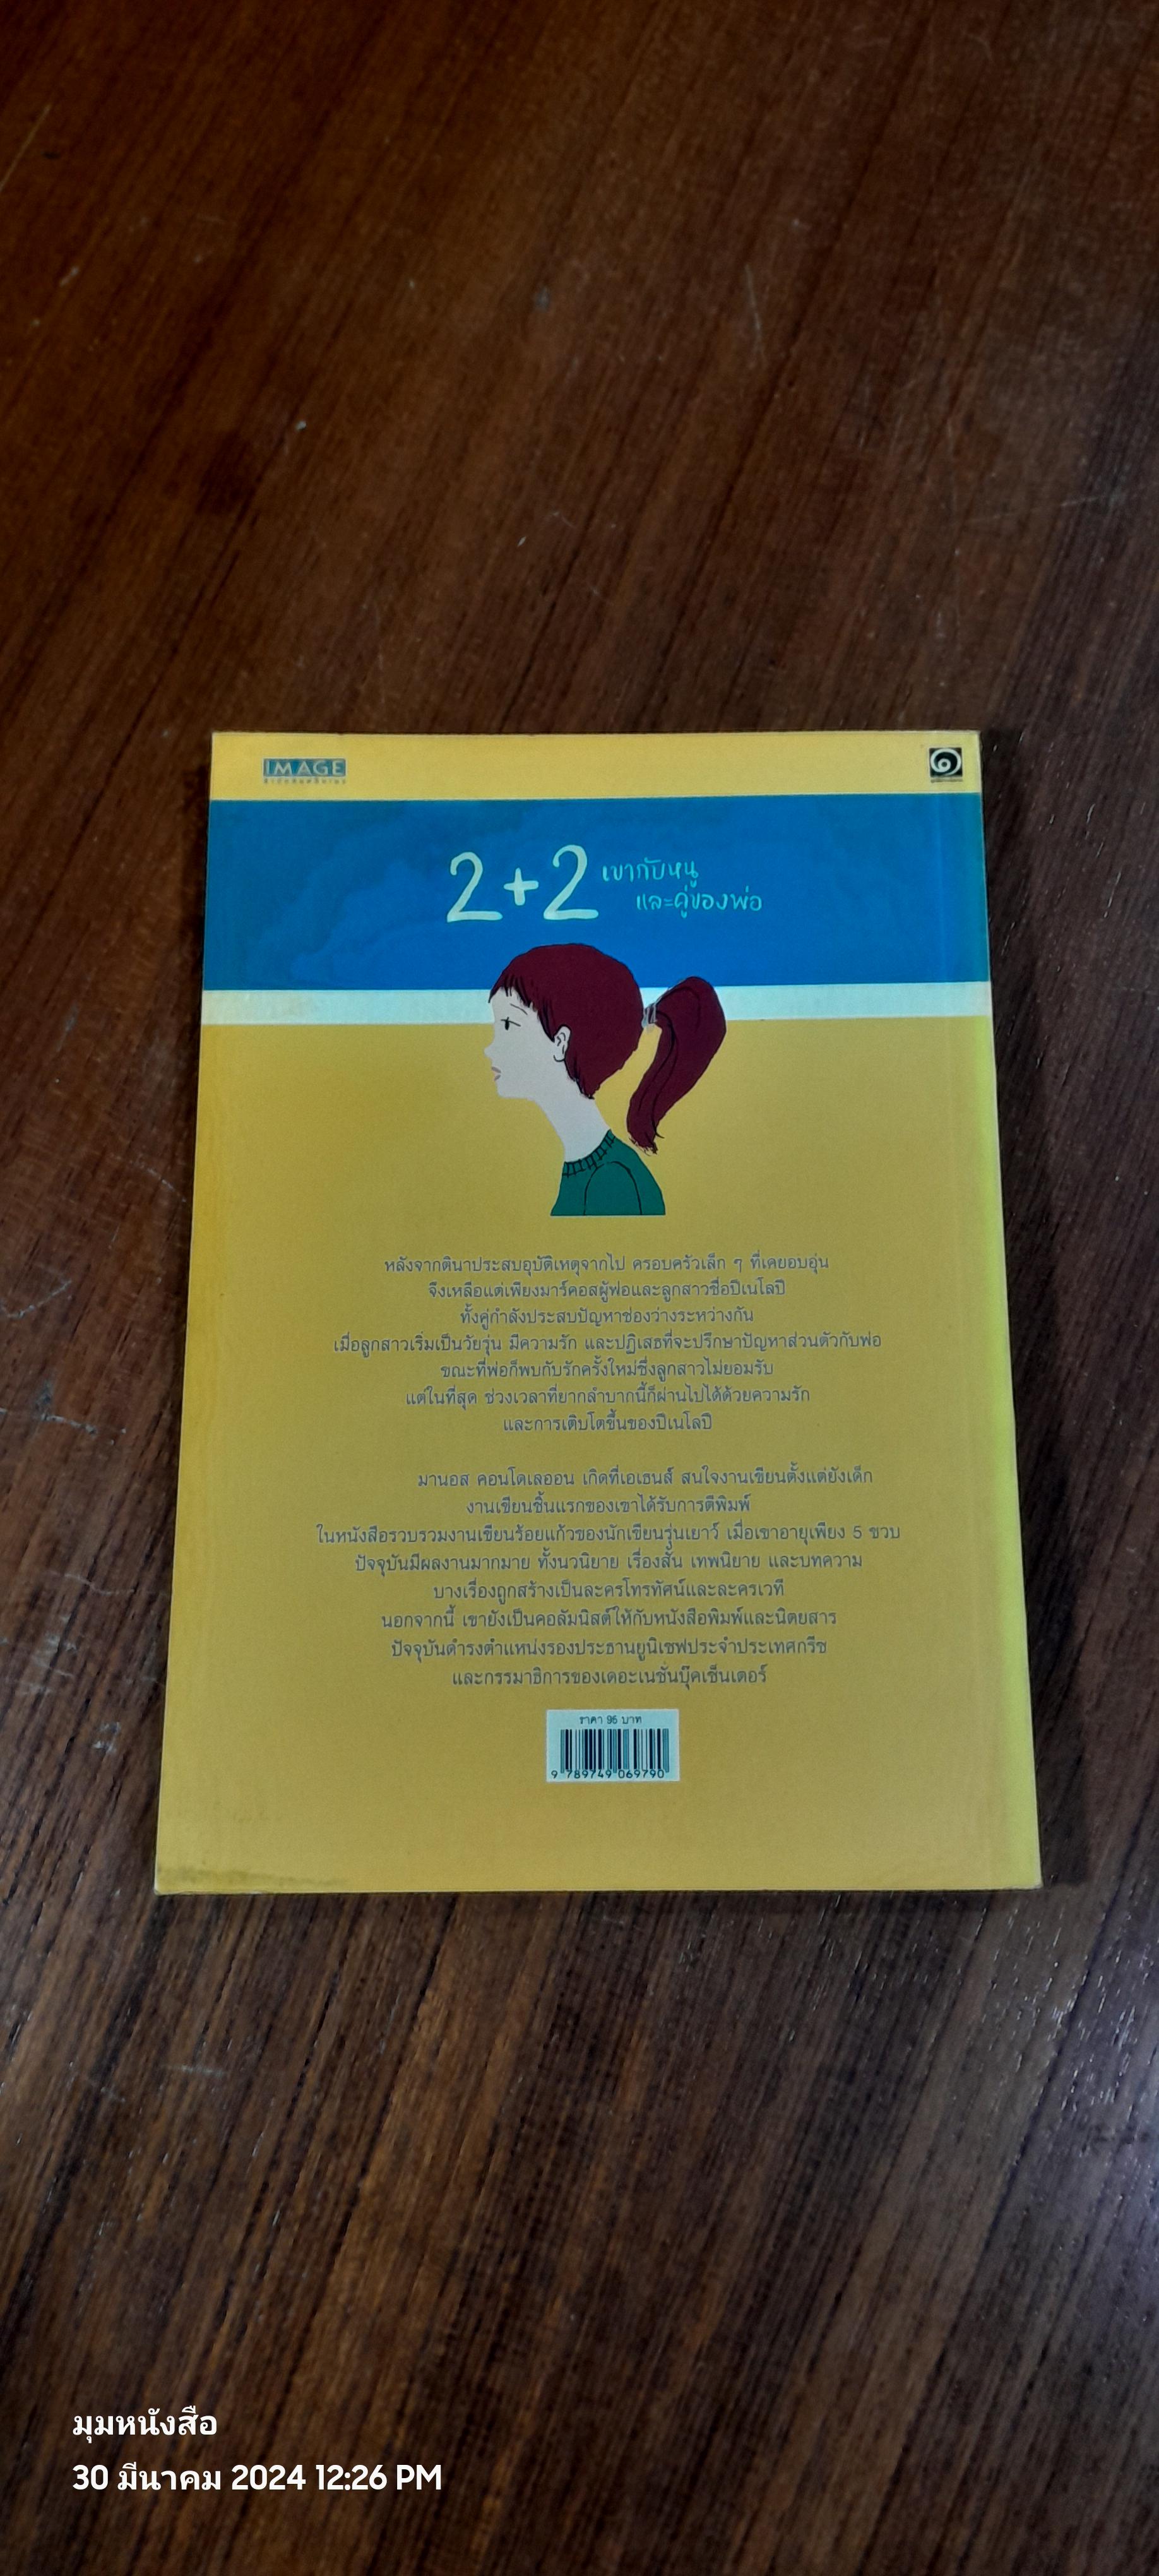 IMAGE
2+2 เขากับหนู
และคู่ของพ่อ
หลังจากตินาประสบอุบัติเหตุจากไป ครอบครัวเล็ก ๆ ที่เคยอบอุ่น
จึงเหลือแต่เพียงมาร์คอสผู้พ่อและลูกสาวชื่อปิเนโลปี
ทั้งคู่กำลังประสบปัญหาช่องว่างระหว่างกัน
เมื่อลูกสาวเริ่มเป็นวัยรุ่น มีความรัก และปฏิเสธที่จะปรึกษาปัญหาส่วนตัวกับพ่อ
ขณะที่พ่อก็พบกับรักครั้งใหม่ซึ่งลูกสาวไม่ยอมรับ
แต่ในที่สุด ช่วงเวลาที่ยากลำบากนี้ก็ผ่านไปได้ด้วยความรัก
และการเติบโตขึ้นของปิเนโลปี
มานอส คอนโดเลออน เกิดที่เอเธนส์ สนใจงานเขียนตั้งแต่ยังเด็ก
งานเขียนชิ้นแรกของเขาได้รับการตีพิมพ์
ในหนังสือรวบรวมงานเขียนร้อยแก้วของนักเขียนรุ่นเยาว์ เมื่อเขาอายุเพียง 5 ขวบ
ปัจจุบันมีผลงานมากมาย ทั้งนวนิยาย เรื่องสั้น เทพนิยาย และบทความ
บางเรื่องถูกสร้างเป็นละครโทรทัศน์และละครเวที
นอกจากนี้ เขายังเป็นคอลัมนิสต์ให้กับหนังสือพิมพ์และนิตยสาร
ปัจจุบันดำรงตำแหน่งรองประธานยูนิเซฟประจำประเทศกรีซ
และกรรมาธิการของเดอะเนชั่นบุ๊คเซ็นเตอร์
ราคา 95 บาท
9 789749 069790
มุมหนังสือ
30 มีนาคม 2024 12:26 PM